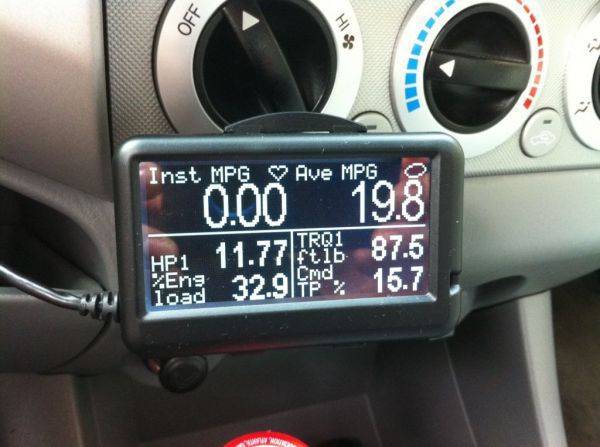 OFF
HI
Inst MPG Ave MPG
0.00 19.8
HP1 11.77 TRQ1 ftlb 87.5
%Eng load 32.9 Cmd TP % 15.7